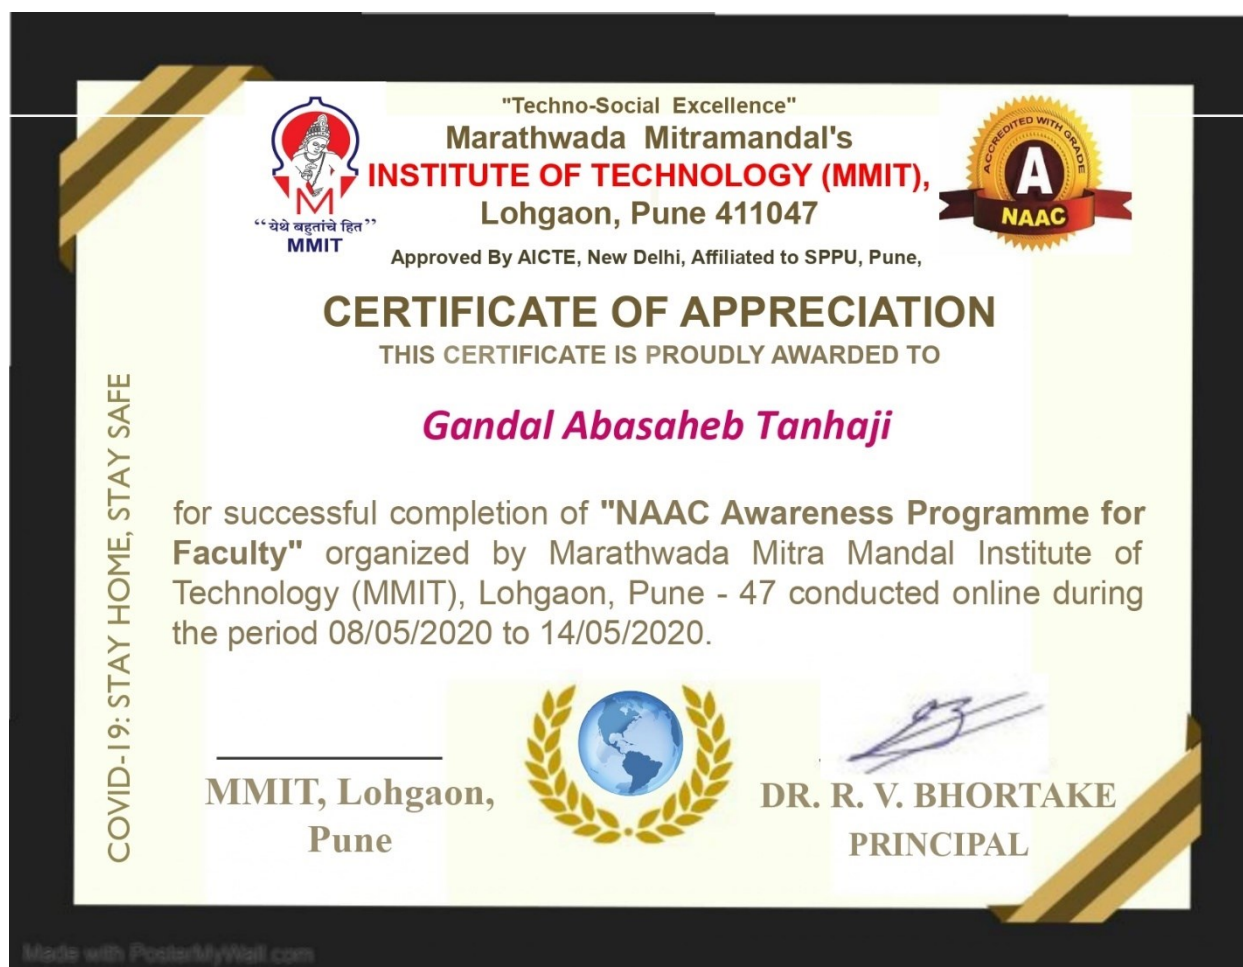 "Techno-Social Excellence"
Marathwada Mitramandal's
INSTITUTE OF TECHNOLOGY (MMIT),
Lohgaon, Pune 411047
Approved By AICTE, New Delhi, Affiliated to SPPU, Pune,
“येथे बहुतांचे हित”
MMIT
ACCREDITED WITH GRADE
A
NAAC
CERTIFICATE OF APPRECIATION
THIS CERTIFICATE IS PROUDLY AWARDED TO
Gandal Abasaheb Tanhaji
for successful completion of "NAAC Awareness Programme for
Faculty" organized by Marathwada Mitra Mandal Institute of
Technology (MMIT), Lohgaon, Pune - 47 conducted online during
the period 08/05/2020 to 14/05/2020.
COVID-19: STAY HOME, STAY SAFE
MMIT, Lohgaon,
Pune
DR. R. V. BHORTAKE
PRINCIPAL
Made with PosterMyWall.com